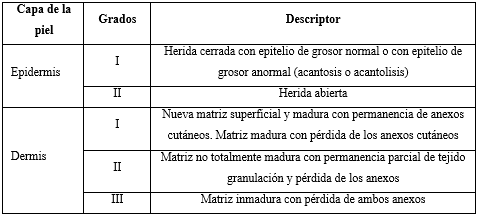 Capa de la piel Grados Descriptor
Epidermis
I Herida cerrada con epitelio de grosor normal o con epitelio de
grosor anormal (acantosis o acantolisis)
II Herida abierta
Dermis
I Nueva matriz superficial y madura con permanencia de anexos
cutáneos. Matriz madura con pérdida de los anexos cutáneos
II Matriz no totalmente madura con permanencia parcial de tejido
granulación y pérdida de los anexos
III Matriz inmadura con pérdida de ambos anexos